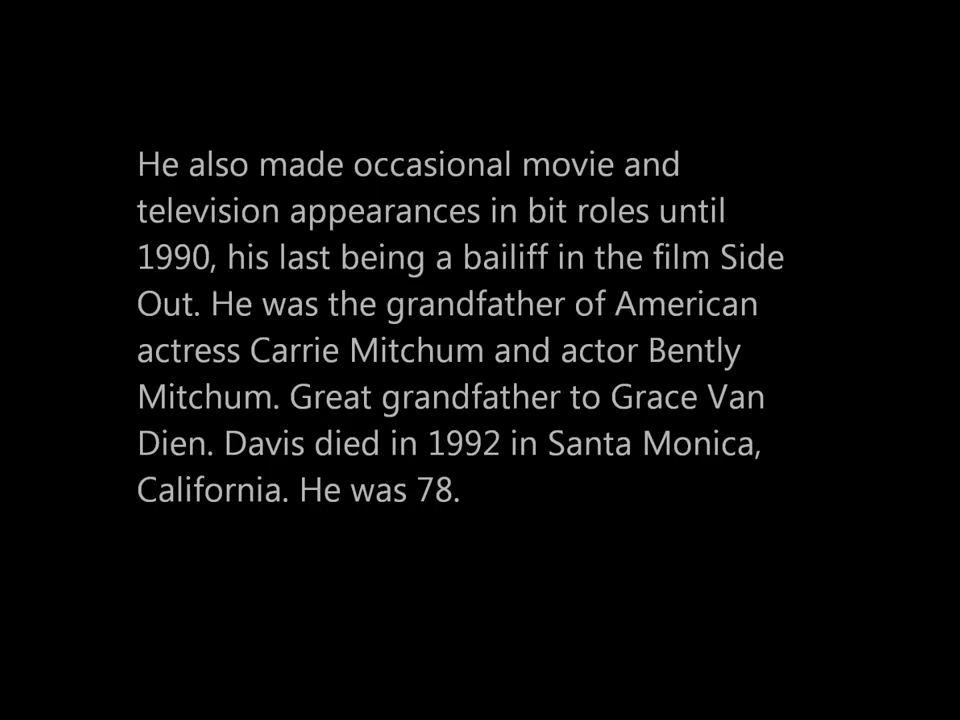 He also made occasional movie and
television appearances in bit roles until
1990, his last being a bailiff in the film Side
Out. He was the grandfather of American
actress Carrie Mitchum and actor Bently
Mitchum. Great grandfather to Grace Van
Dien. Davis died in 1992 in Santa Monica,
California. He was 78.